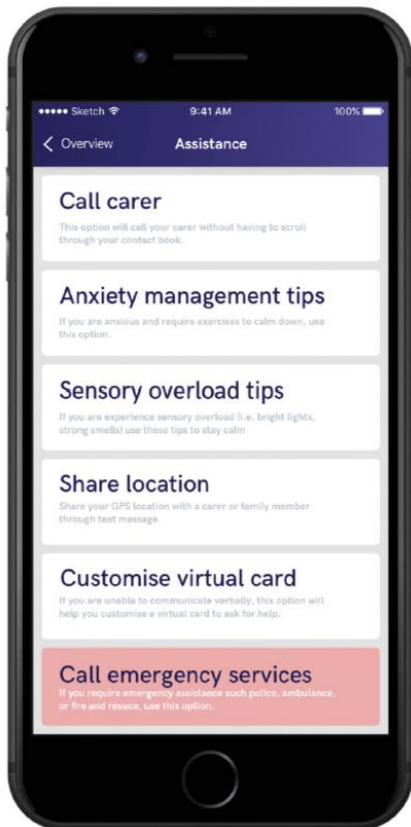 Sketch 9:41 AM 100%
Overview Assistance
Call carer
This option will call your carer without having to scroll
through your contact book.
Anxiety management tips
If you are anxious and require exercises to calm down, use
this option.
Sensory overload tips
If you are experience sensory overload (i.e. bright lights,
strong smells) use these tips to stay calm
Share location
Share your GPS location with a carer or family member
through text message.
Customise virtual card
If you are unable to communicate verbally, this option will
help you customise a virtual card to ask for help.
Call emergency services
If you require emergency assistance such police, ambulance,
or fire and resuce, use this option.